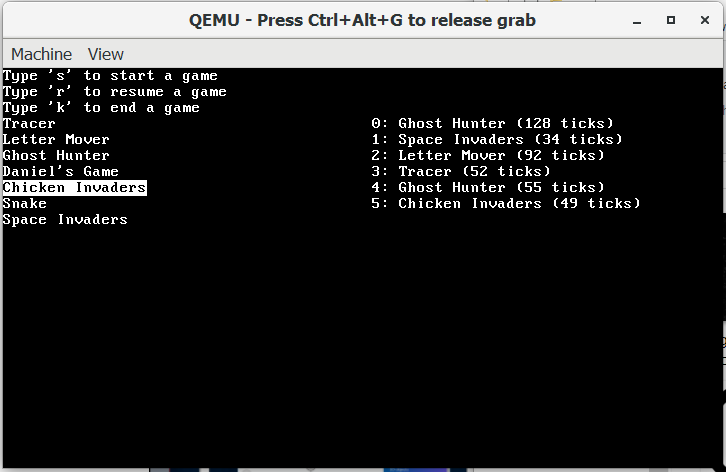 QEMU - Press Ctrl+Alt+G to release grab
Machine View
Type 's' to start a game
Type 'r' to resume a game
Type 'k' to end a game
Tracer 0: Ghost Hunter (128 ticks)
Letter Mover 1: Space Invaders (34 ticks)
Ghost Hunter 2: Letter Mover (92 ticks)
Daniel's Game 3: Tracer (52 ticks)
Chicken Invaders 4: Ghost Hunter (55 ticks)
Snake 5: Chicken Invaders (49 ticks)
Space Invaders